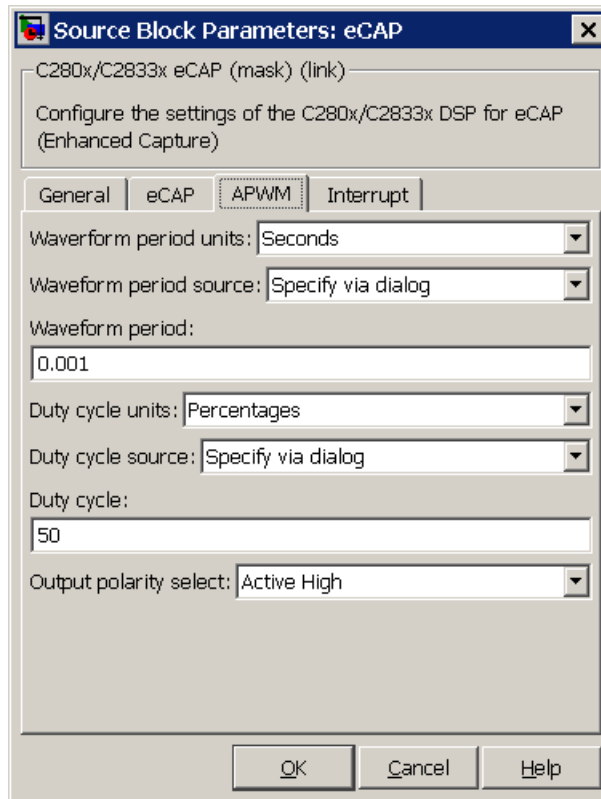 Source Block Parameters: eCAP
C280x/C2833x eCAP (mask) (link)
Configure the settings of the C280x/C2833x DSP for eCAP
(Enhanced Capture)
General eCAP APWM Interrupt
Waverform period units: Seconds
Waveform period source: Specify via dialog
Waveform period:
0.001
Duty cycle units: Percentages
Duty cycle source: Specify via dialog
Duty cycle:
50
Output polarity select: Active High
OK Cancel Help